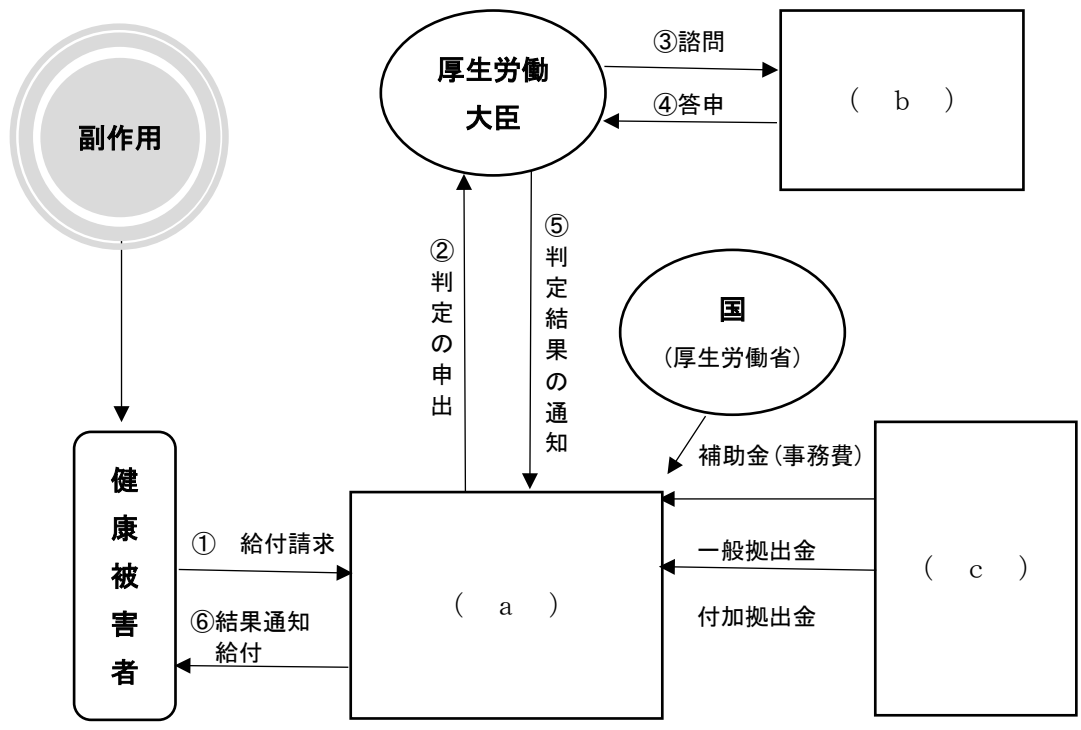 副作用
厚生労働
大臣
③諮問
④答申
( b )
②判定の申出
⑤判定結果の通知
国
(厚生労働省)
補助金(事務費)
健康被害者
① 給付請求
⑥結果通知
給付
( a )
一般拠出金
付加拠出金
( c )